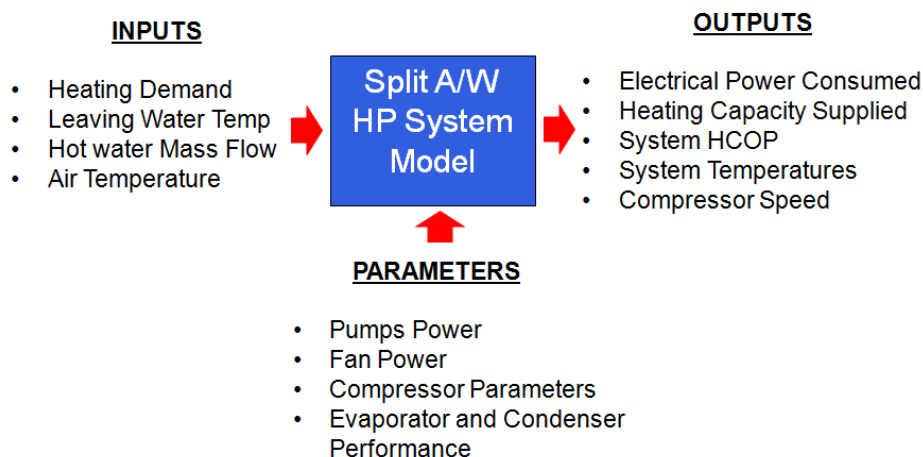 INPUTS
• Heating Demand
• Leaving Water Temp
• Hot water Mass Flow
• Air Temperature
Split A/W
HP System
Model
OUTPUTS
• Electrical Power Consumed
• Heating Capacity Supplied
• System HCOP
• System Temperatures
• Compressor Speed
PARAMETERS
• Pumps Power
• Fan Power
• Compressor Parameters
• Evaporator and Condenser
Performance